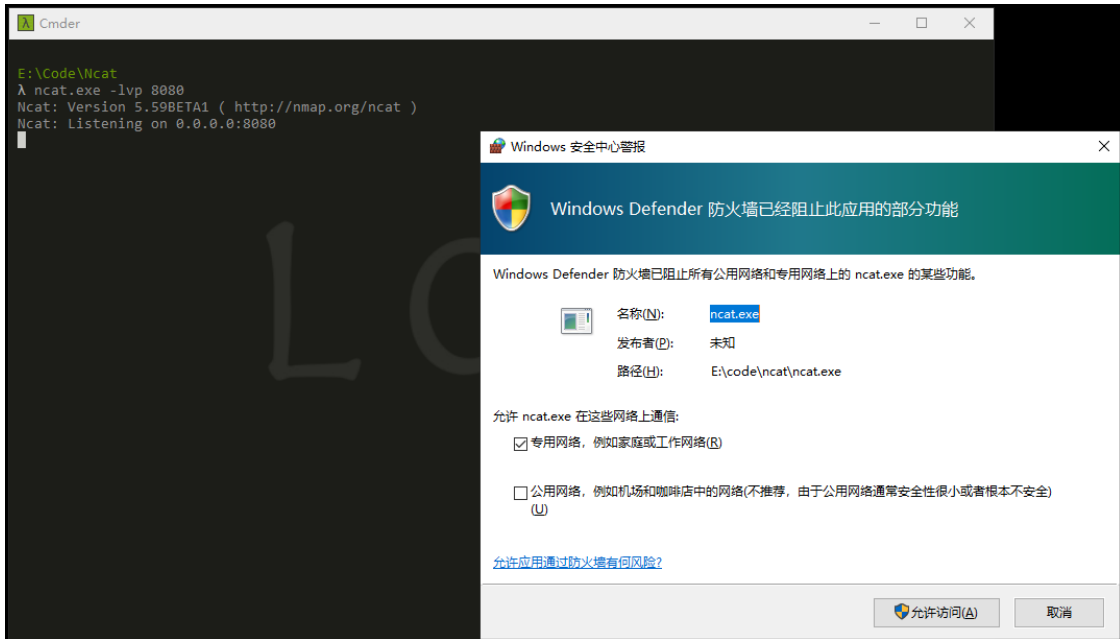 Cmder
E:\Code\Ncat
λ ncat.exe -lvp 8080
Ncat: Version 5.59BETA1 ( http://nmap.org/ncat )
Ncat: Listening on 0.0.0.0:8080
Windows 安全中心警报
Windows Defender 防火墙已经阻止此应用的部分功能
Windows Defender 防火墙已阻止所有公用网络和专用网络上的 ncat.exe 的某些功能。
名称(N): ncat.exe
发布者(P): 未知
路径(H): E:\code\ncat\ncat.exe
允许 ncat.exe 在这些网络上通信:
专用网络，例如家庭或工作网络(R)
公用网络，例如机场和咖啡店中的网络(不推荐，由于公用网络通常安全性很小或者根本不安全)
(U)
允许应用通过防火墙有何风险?
允许访问(A) 取消